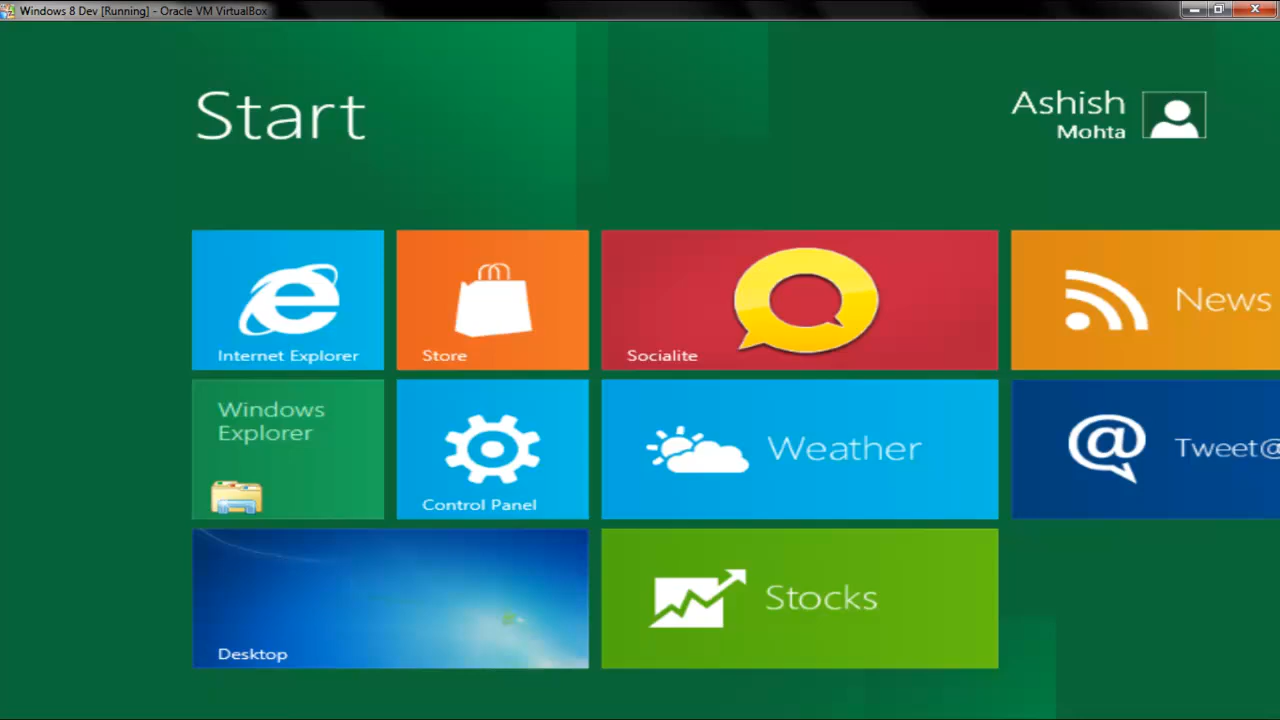 Windows 8 Dev [Running] - Oracle VM VirtualBox
Start
Ashish
Mohta
Internet Explorer
Store
Socialite
News
Windows
Explorer
Control Panel
Weather
Tweet@
Desktop
Stocks